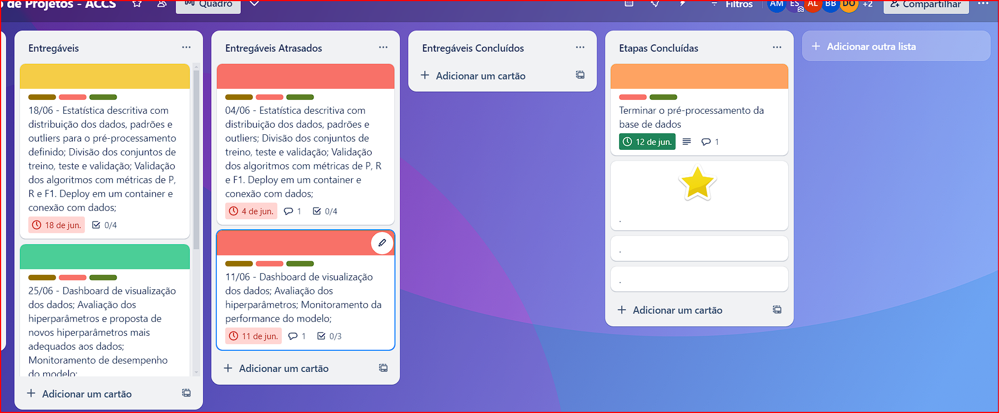 o de Projetos - ACCS
Quadro
Filtros
AM
ES
AL
BB
DO
+2
Compartilhar
Entregáveis
18/06 - Estatística descritiva com
distribuição dos dados, padrões e
outliers para o pré-processamento
definido; Divisão dos conjuntos de
treino, teste e validação; Validação
dos algoritmos com métricas de P,
R e F1. Deploy em um container e
conexão com dados;
18 de jun.
0/4
25/06 - Dashboard de visualização
dos dados; Avaliação dos
hiperparâmetros e proposta de
novos hiperparâmetros mais
adequados aos dados;
Monitoramento de desempenho
do modelo;
+ Adicionar um cartão
Entregáveis Atrasados
04/06 - Estatística descritiva com
distribuição dos dados, padrões e
outliers; Divisão dos conjuntos de
treino, teste e validação; Validação
dos algoritmos com métricas de P, R
e F1. Deploy em um container e
conexão com dados;
4 de jun.
1
0/4
11/06 - Dashboard de visualização
dos dados; Avaliação dos
hiperparâmetros; Monitoramento da
performance do modelo;
11 de jun.
1
0/3
+ Adicionar um cartão
Entregáveis Concluídos
+ Adicionar um cartão
Etapas Concluídas
Terminar o pré-processamento da
base de dados
12 de jun.
1
.
.
.
+ Adicionar um cartão
+ Adicionar outra lista